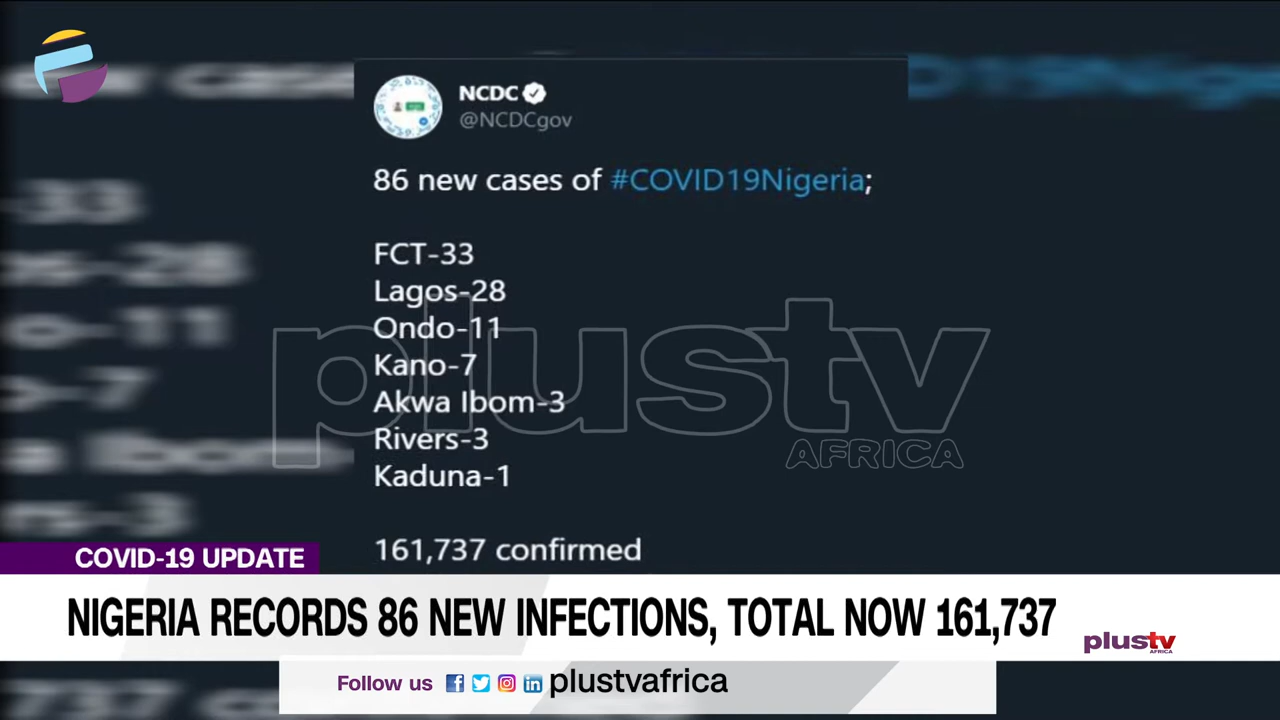 NCDC
@NCDCgov
86 new cases of #COVID19Nigeria;
FCT-33
Lagos-28
Ondo-11
Kano-7
Akwa Ibom-3
Rivers-3
Kaduna-1
161,737 confirmed
plustv
AFRICA
COVID-19 UPDATE
NIGERIA RECORDS 86 NEW INFECTIONS, TOTAL NOW 161,737
plustv
AFRICA
Follow us plustvafrica